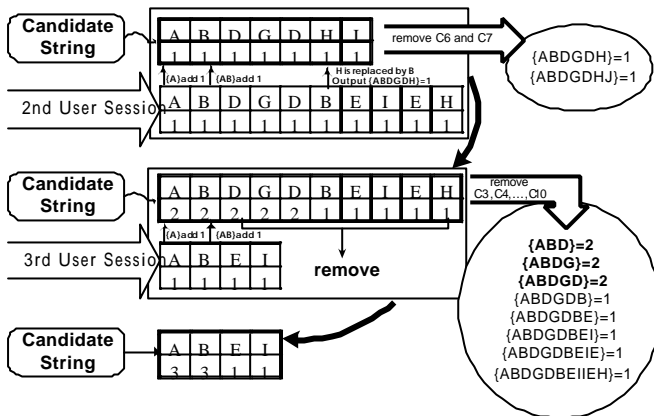 Candidate String
A B D G D H I
1 1 1 1 1 1 1
remove C6 and C7
{ABDGDH}=1
{ABDGDHJ}=1
{A}add 1
{AB}add 1
H is replaced by B
Output {ABDGDH}=1
2nd User Session
A B D G D B E I E H
1 1 1 1 1 1 1 1 1 1
Candidate String
A B D G D B E I E H
2 2 2 2 2 1 1 1 1 1
remove
C3,C4,...,C10
{A}add 1
{AB}add 1
3rd User Session
A B E I
1 1 1 1
remove
{ABD}=2
{ABDG}=2
{ABDGD}=2
{ABDGDB}=1
{ABDGDBE}=1
{ABDGDBEI}=1
{ABDGDBEIE}=1
{ABDGDBEIIEH}=1
Candidate String
A B E I
3 3 1 1